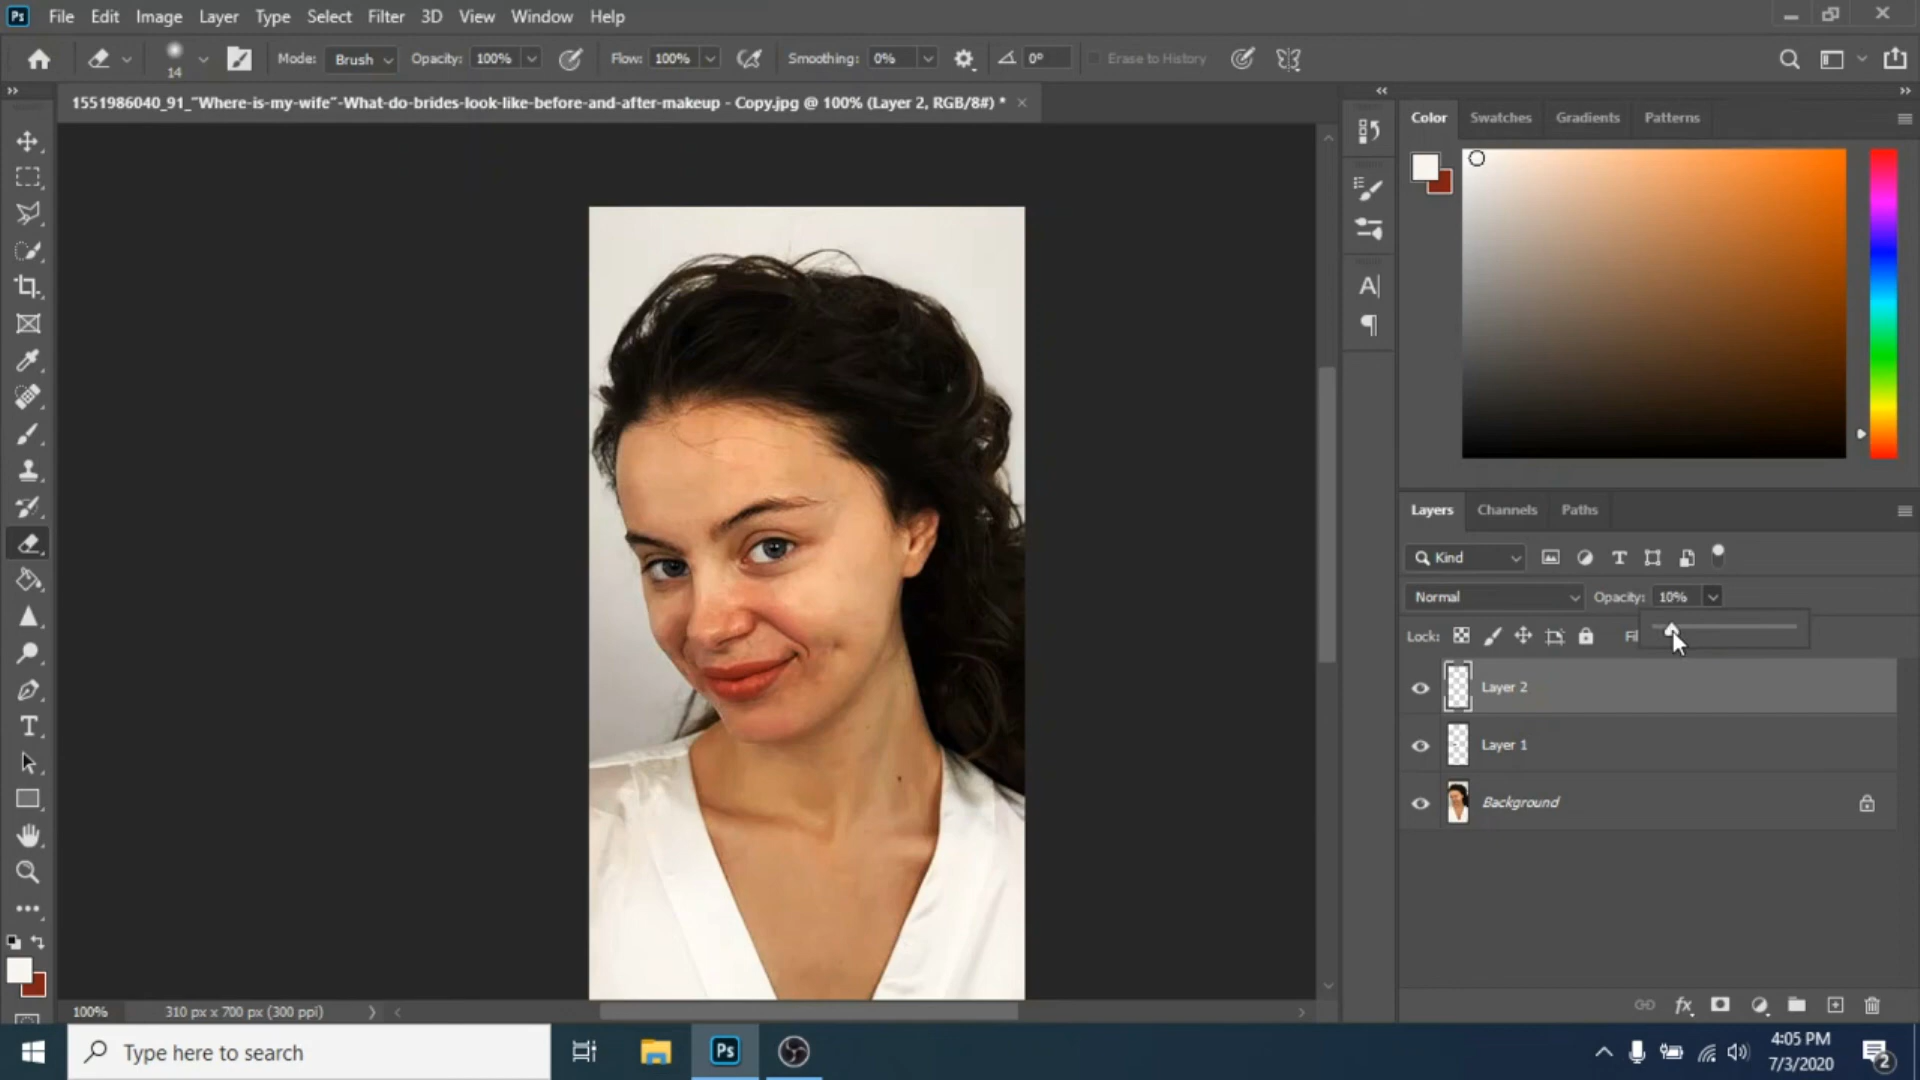 Ps File Edit Image Layer Type Select Filter 3D View Window Help
14 Mode: Brush Opacity: 100% Flow: 100% Smoothing: 0% 0° Erase to History
1551986040_91_"Where-is-my-wife"-What-do-brides-look-like-before-and-after-makeup - Copy.jpg @ 100% (Layer 2, RGB/8#) *
Color Swatches Gradients Patterns
Layers Channels Paths
Kind
Normal Opacity: 10%
Lock: Fil
Layer 2
Layer 1
Background
100% 310 px x 700 px (300 ppi)
Type here to search
Ps
4:05 PM
7/3/2020
2